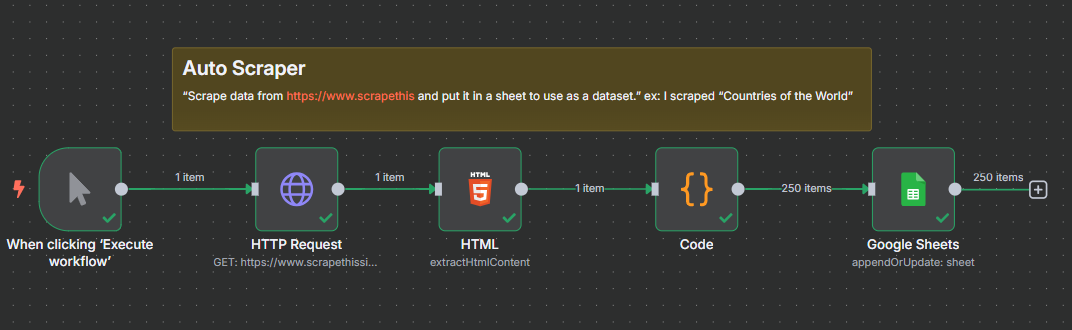 Auto Scraper
“Scrape data from https://www.scrapethis and put it in a sheet to use as a dataset.” ex: I scraped “Countries of the World”
1 item
1 item
1 item
250 items
250 items
HTML
5
{}
When clicking ‘Execute
workflow’
HTTP Request
GET: https://www.scrapethissi...
HTML
extractHtmlContent
Code
Google Sheets
appendOrUpdate: sheet